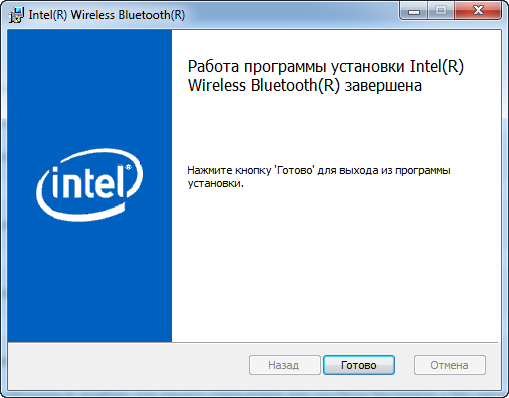 Intel(R) Wireless Bluetooth(R)
Работа программы установки Intel(R)
Wireless Bluetooth(R) завершена
intel®
Нажмите кнопку 'Готово' для выхода из программы
установки.
Назад
Готово
Отмена